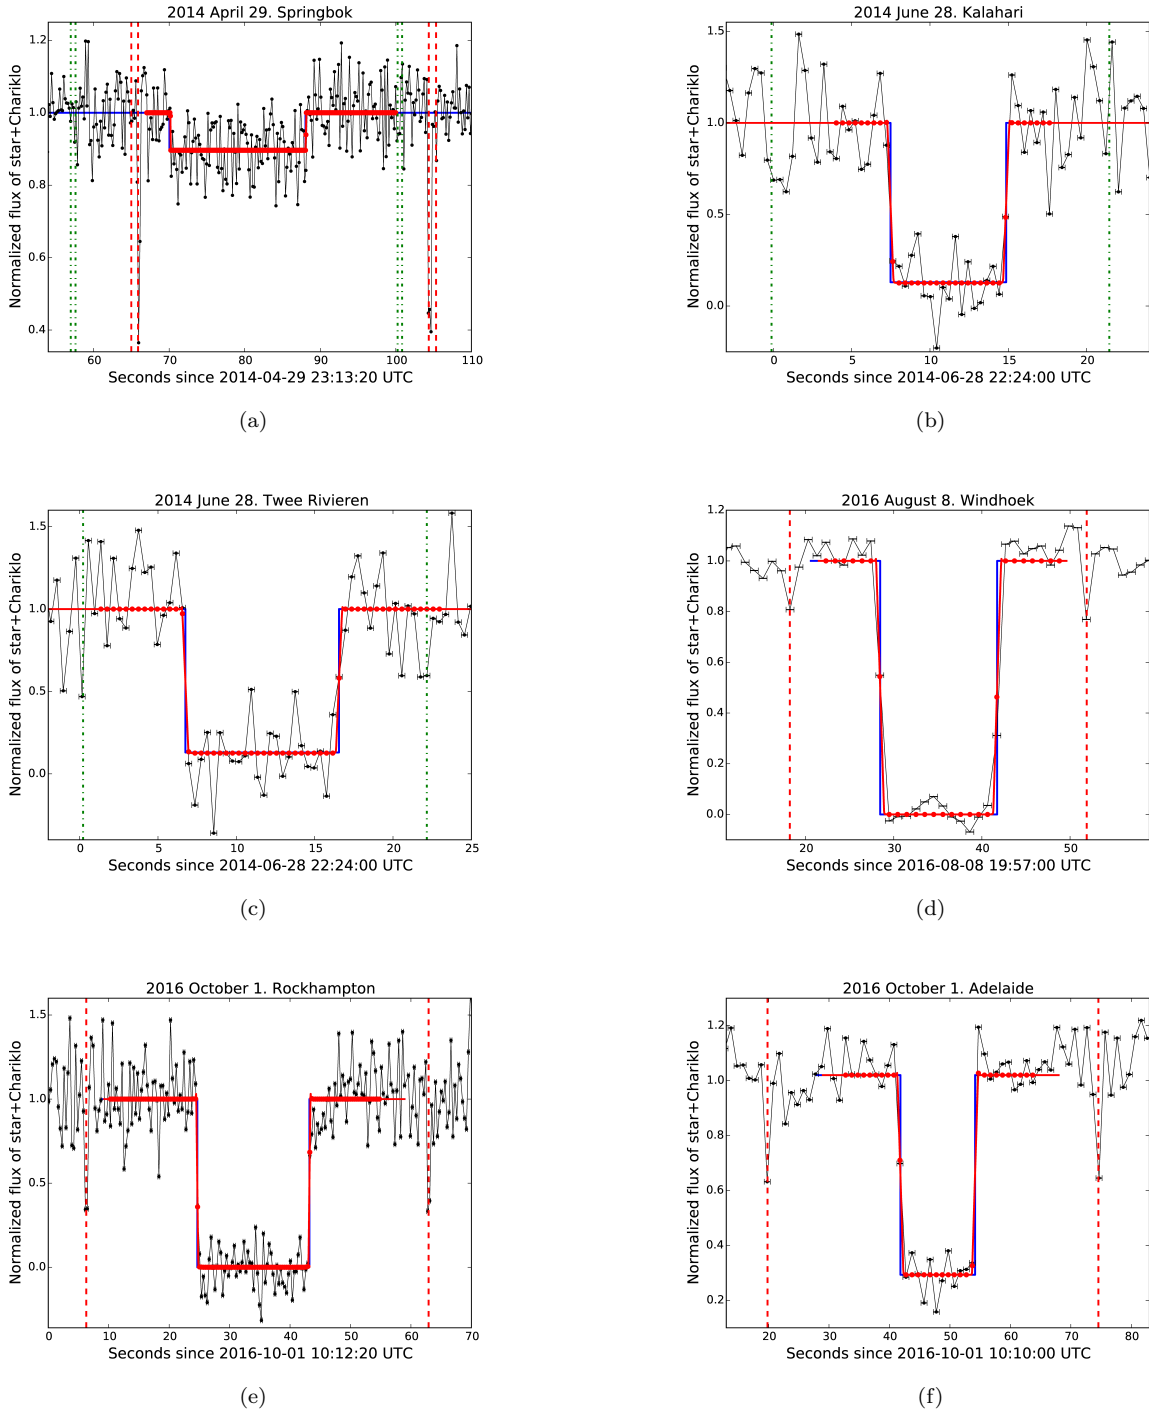 2014 April 29. Springbok
Normalized flux of star+Chariklo
1.2
1.0
0.8
0.6
0.4
60 70 80 90 100 110
Seconds since 2014-04-29 23:13:20 UTC
(a)
2014 June 28. Kalahari
Normalized flux of star+Chariklo
1.5
1.0
0.5
0.0
0 5 10 15 20
Seconds since 2014-06-28 22:24:00 UTC
(b)
2014 June 28. Twee Rivieren
Normalized flux of star+Chariklo
1.5
1.0
0.5
0.0
0 5 10 15 20 25
Seconds since 2014-06-28 22:24:00 UTC
(c)
2016 August 8. Windhoek
Normalized flux of star+Chariklo
1.2
1.0
0.8
0.6
0.4
0.2
0.0
20 30 40 50
Seconds since 2016-08-08 19:57:00 UTC
(d)
2016 October 1. Rockhampton
Normalized flux of star+Chariklo
1.5
1.0
0.5
0.0
0 10 20 30 40 50 60 70
Seconds since 2016-10-01 10:12:20 UTC
(e)
2016 October 1. Adelaide
Normalized flux of star+Chariklo
1.2
1.0
0.8
0.6
0.4
0.2
20 30 40 50 60 70 80
Seconds since 2016-10-01 10:10:00 UTC
(f)